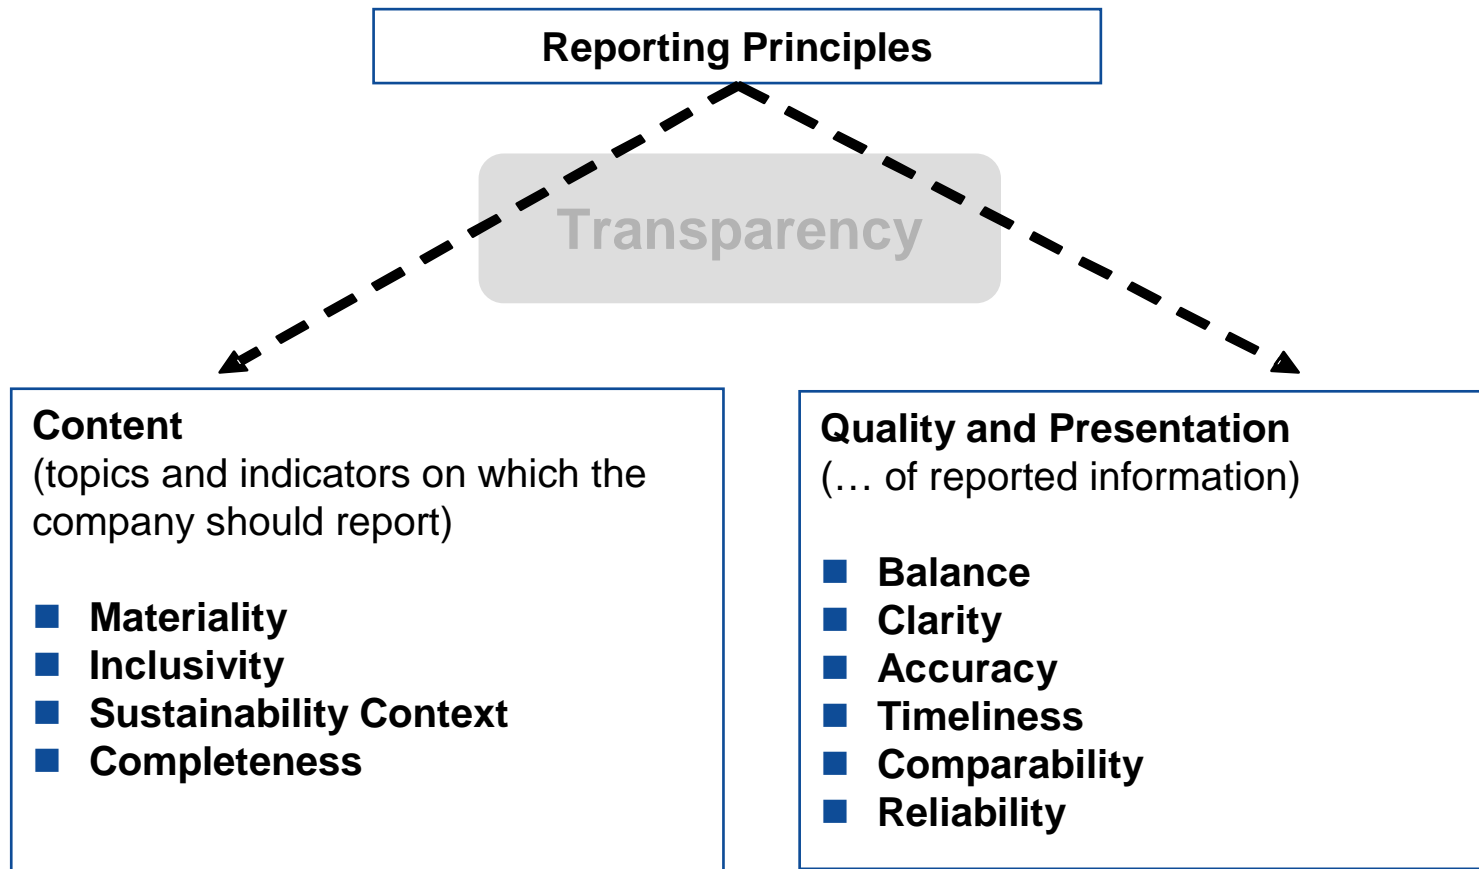 Reporting Principles
Transparency
Content
(topics and indicators on which the
company should report)
Materiality
Inclusivity
Sustainability Context
Completeness
Quality and Presentation
(… of reported information)
Balance
Clarity
Accuracy
Timeliness
Comparability
Reliability